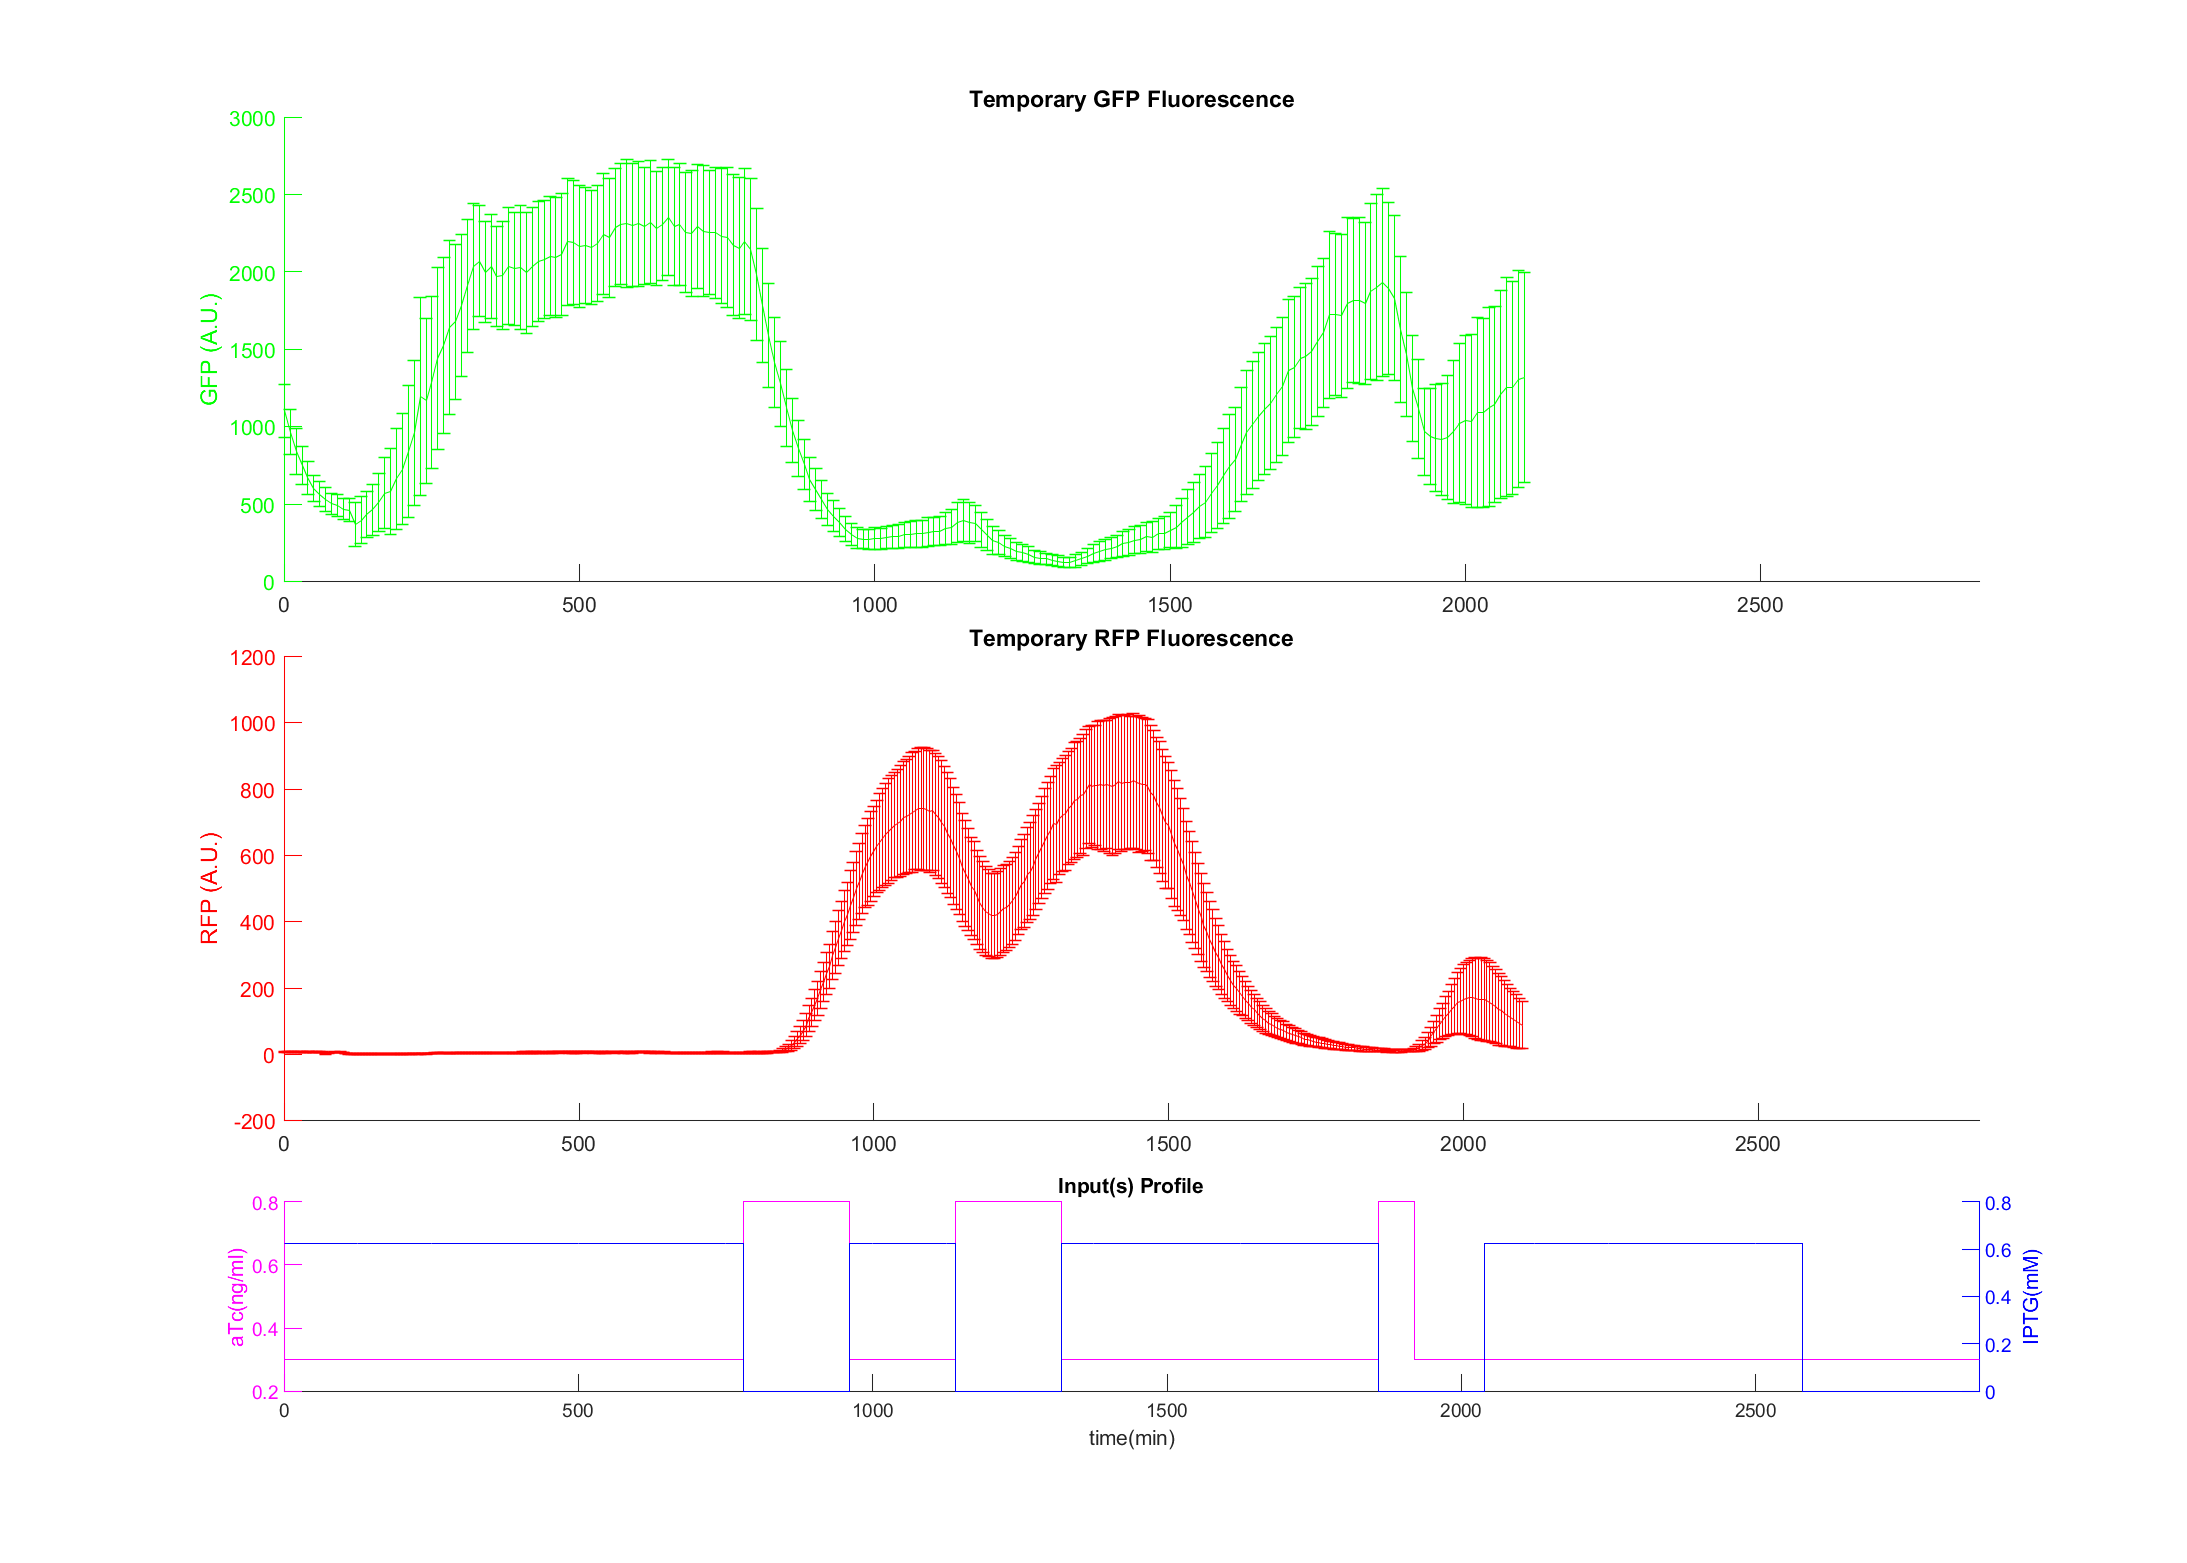 Temporary GFP Fluorescence
3000
2500
2000
1500
1000
500
0
GFP (A.U.)
0 500 1000 1500 2000 2500
Temporary RFP Fluorescence
1200
1000
800
600
400
200
0
-200
RFP (A.U.)
0 500 1000 1500 2000 2500
Input(s) Profile
0.8
0.6
0.4
0.2
aTc(ng/ml)
0.8
0.6
0.4
0.2
0
IPTG(mM)
0 500 1000 1500 2000 2500
time(min)